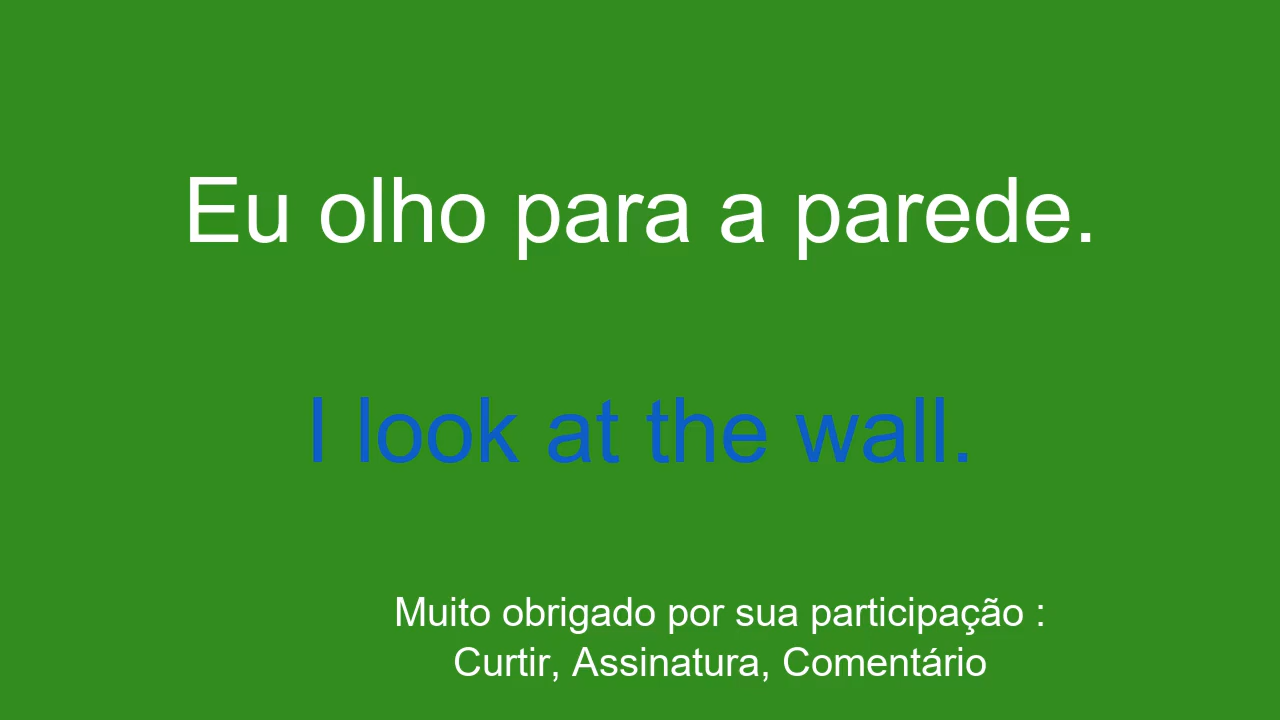 Eu olho para a parede.
I look at the wall.
Muito obrigado por sua participação :
Curtir, Assinatura, Comentário